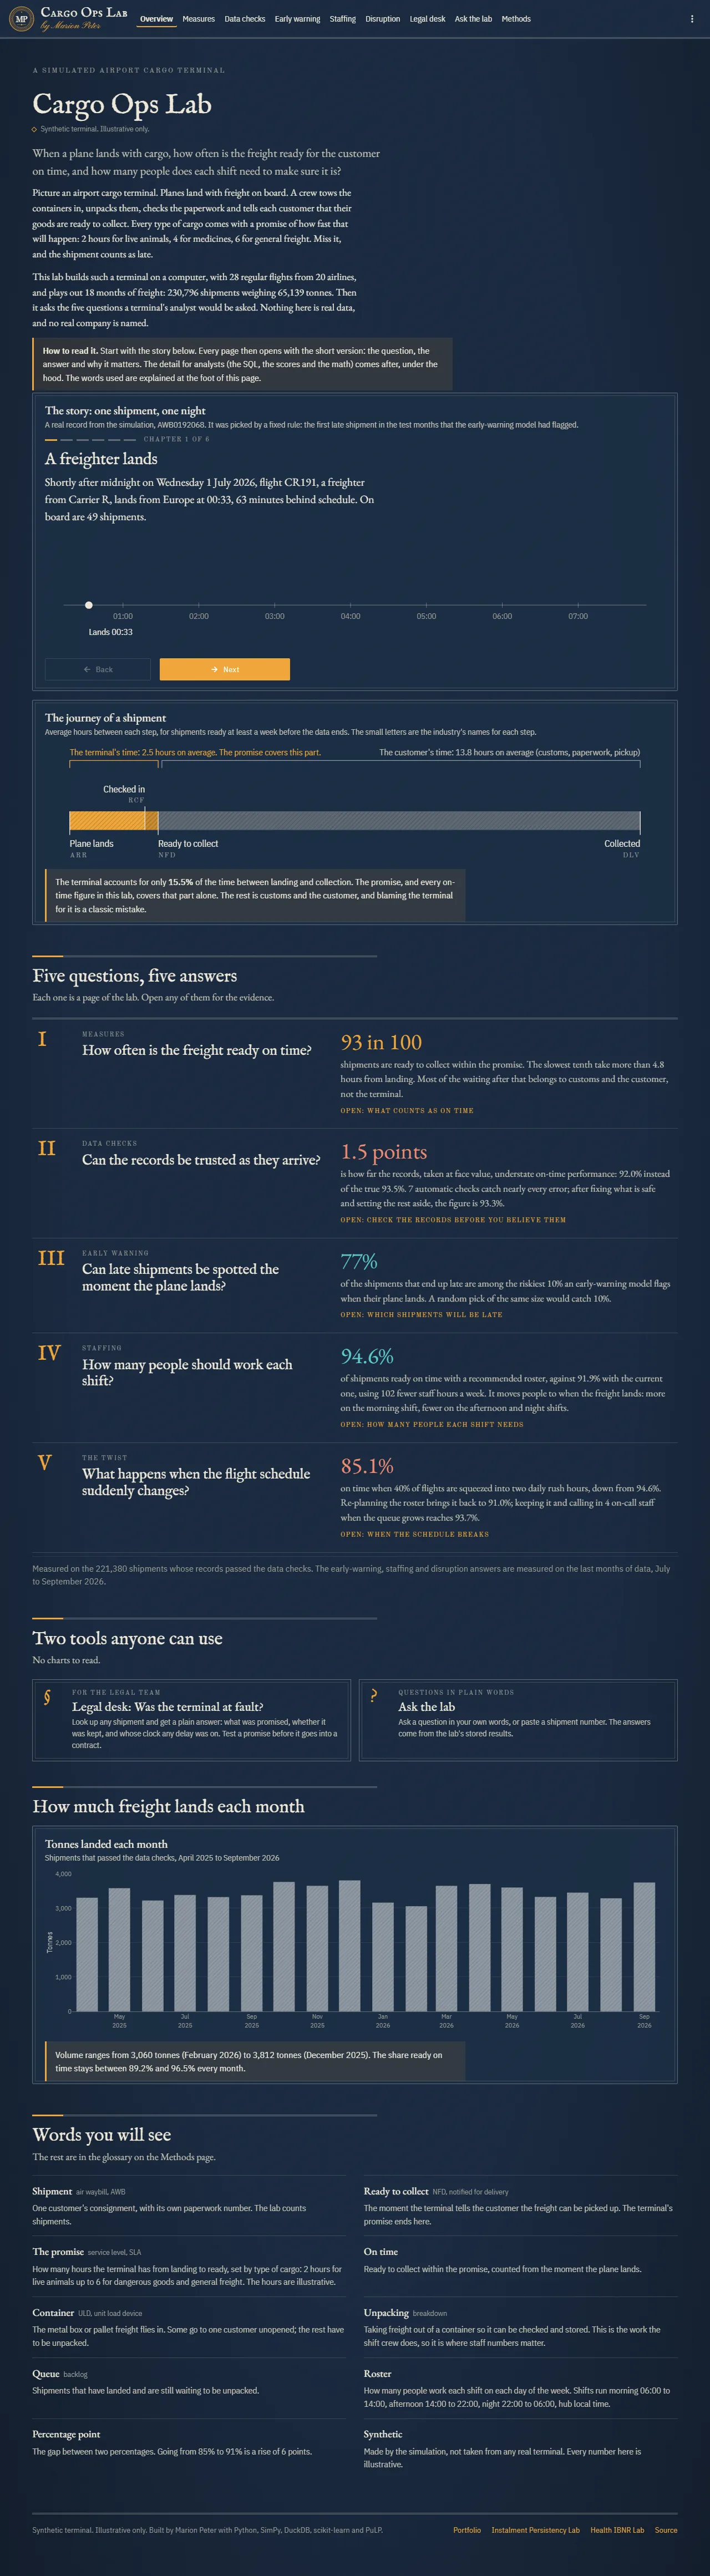 MP
Cargo Ops Lab
by Marion Peter
Overview Measures Data checks Early warning Staffing Disruption Legal desk Ask the lab Methods
A SIMULATED AIRPORT CARGO TERMINAL
Cargo Ops Lab
Synthetic terminal. Illustrative only.
When a plane lands with cargo, how often is the freight ready for the customer
on time, and how many people does each shift need to make sure it is?
Picture an airport cargo terminal. Planes land with freight on board. A crew tows the
containers in, unpacks them, checks the paperwork and tells each customer that their
goods are ready to collect. Every type of cargo comes with a promise of how fast that
will happen: 2 hours for live animals, 4 for medicines, 6 for general freight. Miss it,
and the shipment counts as late.
This lab builds such a terminal on a computer, with 28 regular flights from 20 airlines,
and plays out 18 months of freight: 230,796 shipments weighing 65,139 tonnes. Then
it asks the five questions a terminal's analyst would be asked. Nothing here is real data,
and no real company is named.
How to read it. Start with the story below. Every page then opens with the short version: the question, the
answer and why it matters. The detail for analysts (the SQL, the scores and the math) comes after, under the
hood. The words used are explained at the foot of this page.
The story: one shipment, one night
A real record from the simulation, AWB0192068. It was picked by a fixed rule: the first late shipment in the test months that the early-warning model had flagged.
CHAPTER 1 OF 6
A freighter lands
Shortly after midnight on Wednesday 1 July 2026, flight CR191, a freighter
from Carrier R, lands from Europe at 00:33, 63 minutes behind schedule. On
board are 49 shipments.
01:00 02:00 03:00 04:00 05:00 06:00 07:00
Lands 00:33
← Back
→ Next
The journey of a shipment
Average hours between each step, for shipments ready at least a week before the data ends. The small letters are the industry's names for each step.
The terminal's time: 2.5 hours on average. The promise covers this part.
The customer's time: 13.8 hours on average (customs, paperwork, pickup)
Checked in
RCF
Plane lands
ARR
Ready to collect
NFD
Collected
DLV
The terminal accounts for only 15.5% of the time between landing and collection. The promise, and every on-
time figure in this lab, covers that part alone. The rest is customs and the customer, and blaming the terminal
for it is a classic mistake.
Five questions, five answers
Each one is a page of the lab. Open any of them for the evidence.
I
MEASURES
How often is the freight ready on time?
93 in 100
shipments are ready to collect within the promise. The slowest tenth take more than 4.8
hours from landing. Most of the waiting after that belongs to customs and the customer,
not the terminal.
OPEN: WHAT COUNTS AS ON TIME
II
DATA CHECKS
Can the records be trusted as they arrive?
1.5 points
is how far the records, taken at face value, understate on-time performance: 92.0% instead
of the true 93.5%. 7 automatic checks catch nearly every error; after fixing what is safe
and setting the rest aside, the figure is 93.3%.
OPEN: CHECK THE RECORDS BEFORE YOU BELIEVE THEM
III
EARLY WARNING
Can late shipments be spotted the
moment the plane lands?
77%
of the shipments that end up late are among the riskiest 10% an early-warning model flags
when their plane lands. A random pick of the same size would catch 10%.
OPEN: WHICH SHIPMENTS WILL BE LATE
IV
STAFFING
How many people should work each
shift?
94.6%
of shipments ready on time with a recommended roster, against 91.9% with the current
one, using 102 fewer staff hours a week. It moves people to when the freight lands: more
on the morning shift, fewer on the afternoon and night shifts.
OPEN: HOW MANY PEOPLE EACH SHIFT NEEDS
V
THE TWIST
What happens when the flight schedule
suddenly changes?
85.1%
on time when 40% of flights are squeezed into two daily rush hours, down from 94.6%.
Re-planning the roster brings it back to 91.0%; keeping it and calling in 4 on-call staff
when the queue grows reaches 93.7%.
OPEN: WHEN THE SCHEDULE BREAKS
Measured on the 221,380 shipments whose records passed the data checks. The early-warning, staffing and disruption answers are measured on the last months of data, July
to September 2026.
Two tools anyone can use
No charts to read.
§
FOR THE LEGAL TEAM
Legal desk: Was the terminal at fault?
Look up any shipment and get a plain answer: what was promised, whether it
was kept, and whose clock any delay was on. Test a promise before it goes into a
contract.
?
QUESTIONS IN PLAIN WORDS
Ask the lab
Ask a question in your own words, or paste a shipment number. The answers
come from the lab's stored results.
How much freight lands each month
Tonnes landed each month
Shipments that passed the data checks, April 2025 to September 2026
Tonnes
4,000
3,000
2,000
1,000
0
May Jul Sep Nov Jan Mar May Jul Sep
2025 2025 2025 2025 2026 2026 2026 2026 2026
Volume ranges from 3,060 tonnes (February 2026) to 3,812 tonnes (December 2025). The share ready on
time stays between 89.2% and 96.5% every month.
Words you will see
The rest are in the glossary on the Methods page.
Shipment air waybill, AWB
One customer's consignment, with its own paperwork number. The lab counts
shipments.
Ready to collect NFD, notified for delivery
The moment the terminal tells the customer the freight can be picked up. The terminal's
promise ends here.
The promise service level, SLA
How many hours the terminal has from landing to ready, set by type of cargo: 2 hours for
live animals up to 6 for dangerous goods and general freight. The hours are illustrative.
On time
Ready to collect within the promise, counted from the moment the plane lands.
Container ULD, unit load device
The metal box or pallet freight flies in. Some go to one customer unopened; the rest have
to be unpacked.
Unpacking breakdown
Taking freight out of a container so it can be checked and stored. This is the work the
shift crew does, so it is where staff numbers matter.
Queue backlog
Shipments that have landed and are still waiting to be unpacked.
Roster
How many people work each shift on each day of the week. Shifts run morning 06:00 to
14:00, afternoon 14:00 to 22:00, night 22:00 to 06:00, hub local time.
Percentage point
The gap between two percentages. Going from 85% to 91% is a rise of 6 points.
Synthetic
Made by the simulation, not taken from any real terminal. Every number here is
illustrative.
Synthetic terminal. Illustrative only. Built by Marion Peter with Python, SimPy, DuckDB, scikit-learn and PuLP.
Portfolio Instalment Persistency Lab Health IBNR Lab Source